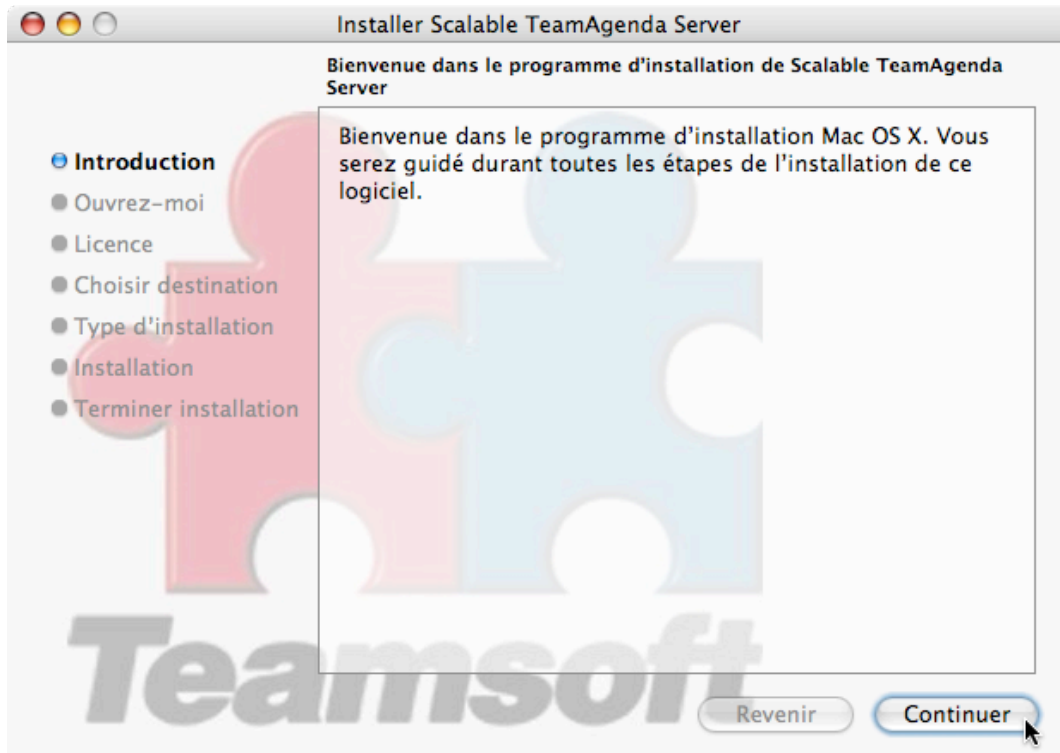 Installer Scalable TeamAgenda Server
Bienvenue dans le programme d'installation de Scalable TeamAgenda
Server
Introduction
Ouvrez-moi
Licence
Choisir destination
Type d'installation
Installation
Terminer installation
Bienvenue dans le programme d'installation Mac OS X. Vous
serez guidé durant toutes les étapes de l'installation de ce
logiciel.
Teamsoft
Revenir
Continuer